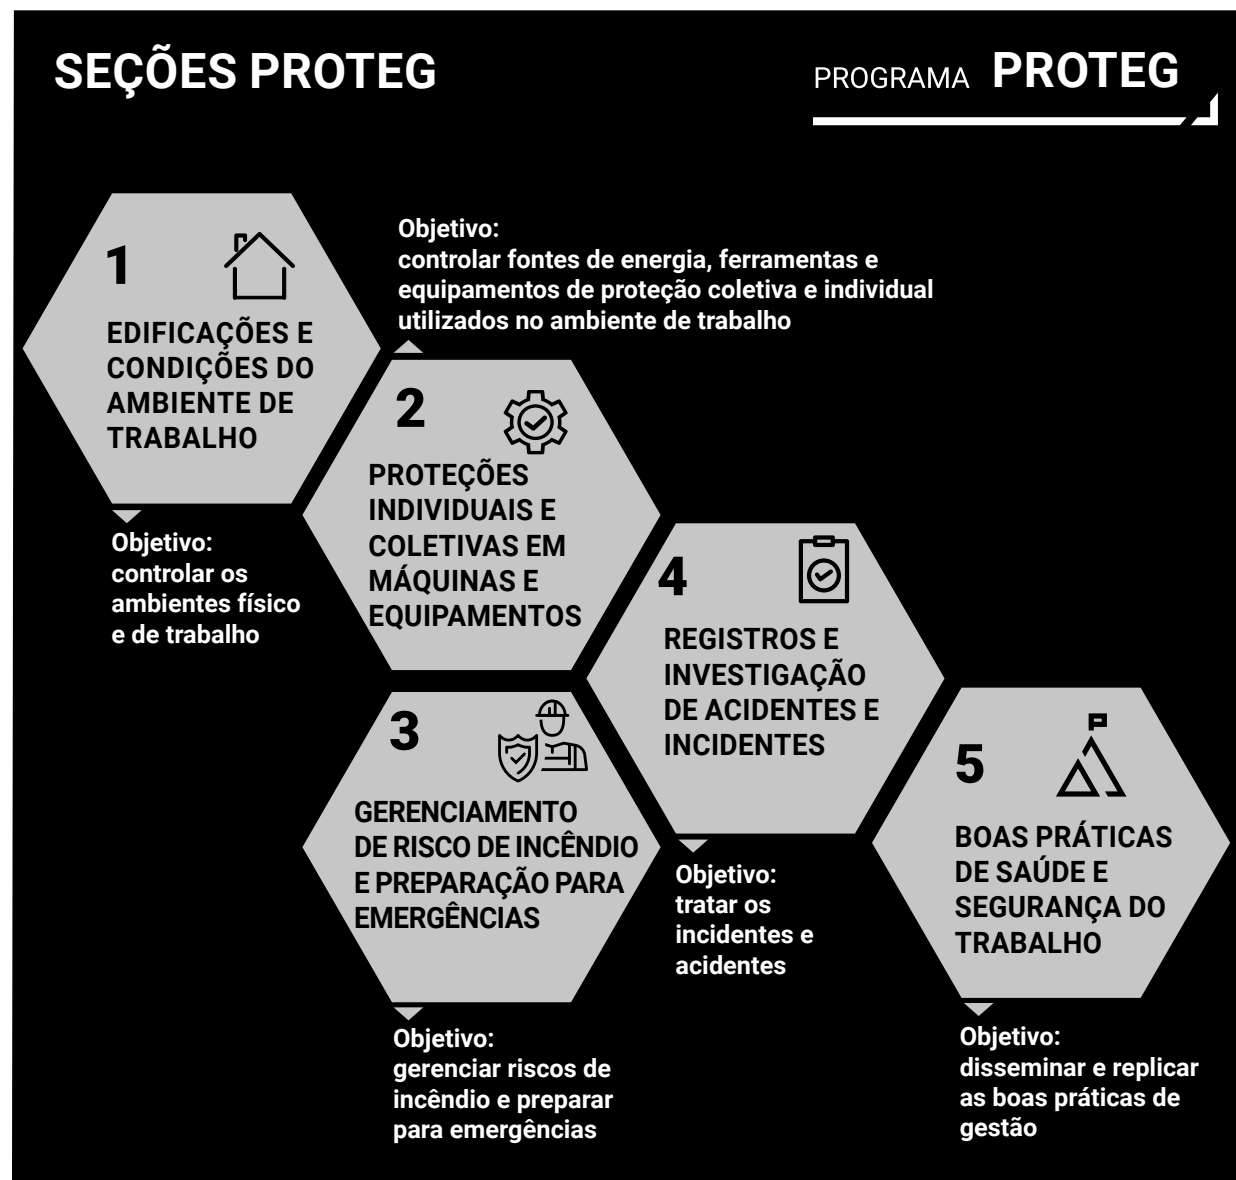 SEÇÕES PROTEG
PROGRAMA PROTEG
1
EDIFICAÇÕES E
CONDIÇÕES DO
AMBIENTE DE
TRABALHO
Objetivo:
controlar os
ambientes físico
e de trabalho
Objetivo:
controlar fontes de energia, ferramentas e
equipamentos de proteção coletiva e individual
utilizados no ambiente de trabalho
2
PROTEÇÕES
INDIVIDUAIS E
COLETIVAS EM
MÁQUINAS E
EQUIPAMENTOS
3
GERENCIAMENTO
DE RISCO DE INCÊNDIO
E PREPARAÇÃO PARA
EMERGÊNCIAS
Objetivo:
gerenciar riscos de
incêndio e preparar
para emergências
4
REGISTROS E
INVESTIGAÇÃO
DE ACIDENTES E
INCIDENTES
Objetivo:
tratar os
incidentes e
acidentes
5
BOAS PRÁTICAS
DE SAÚDE E
SEGURANÇA DO
TRABALHO
Objetivo:
disseminar e replicar
as boas práticas de
gestão